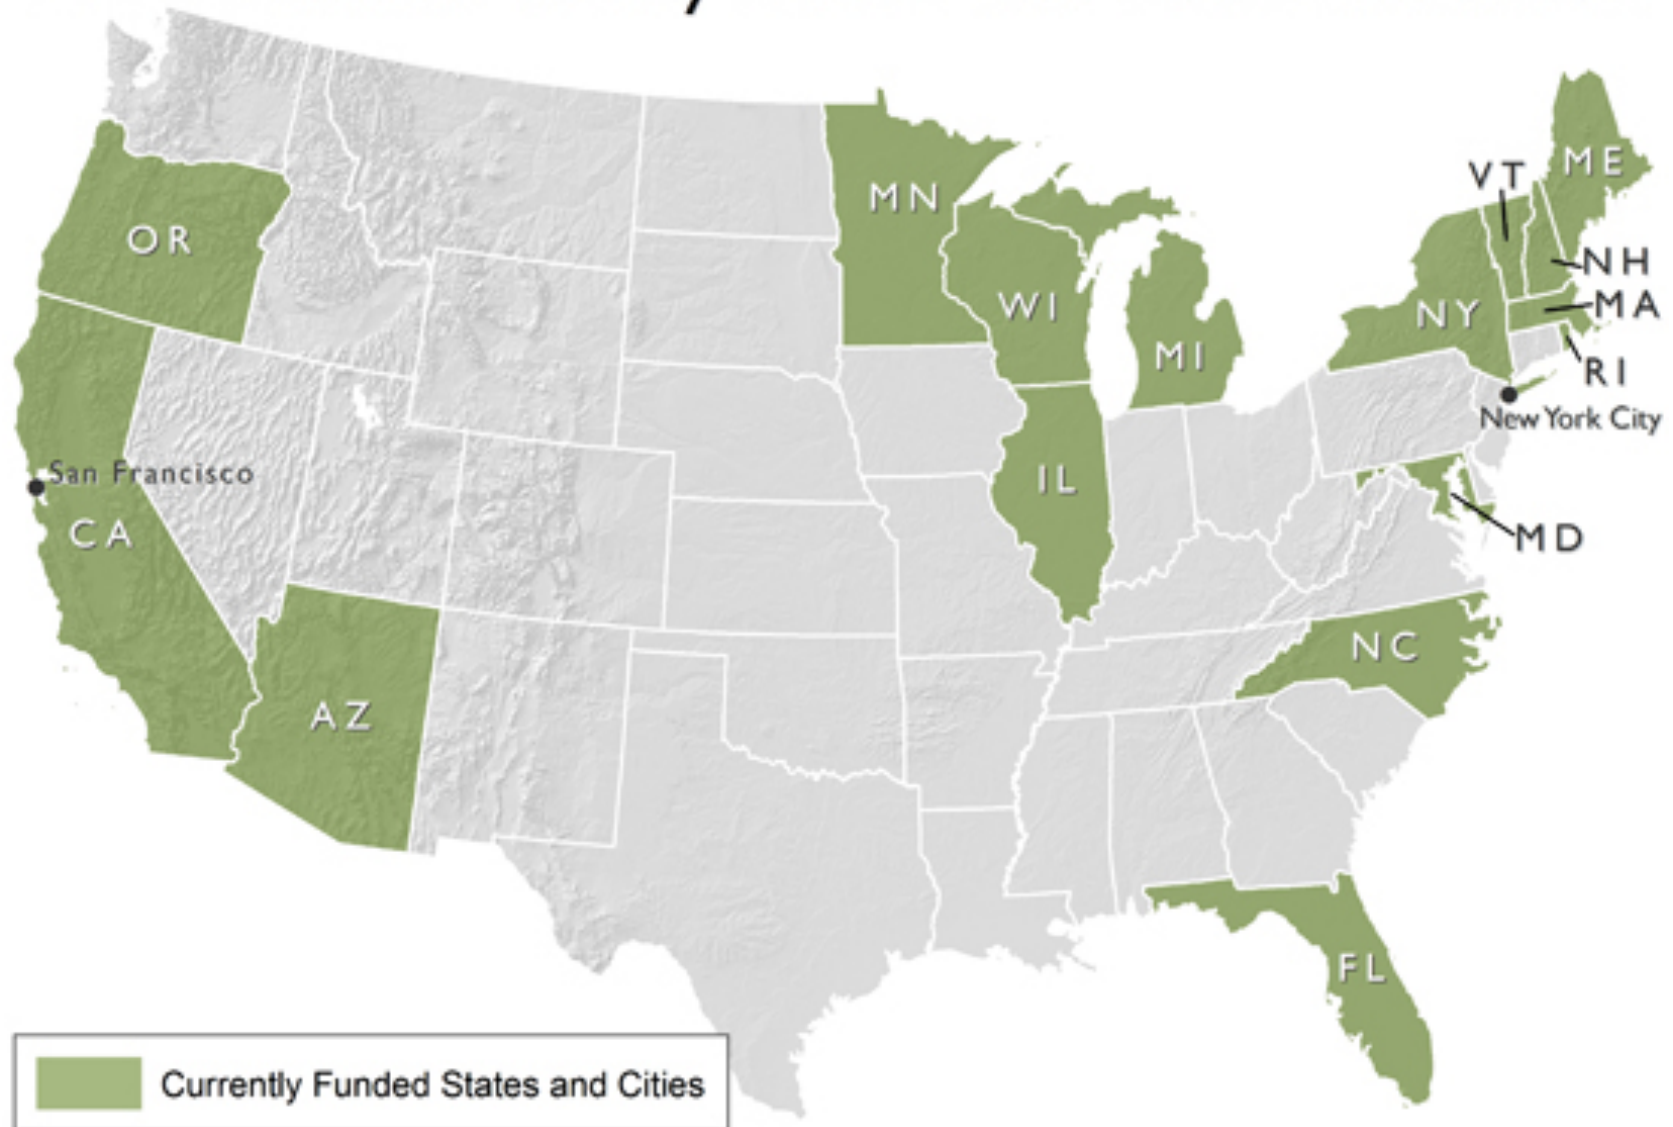 ME
VT
MN
OR
NH
MA
WI
NY
MI
RI
New York City
San Francisco
IL
CA
MD
NC
AZ
FL
Currently Funded States and Cities